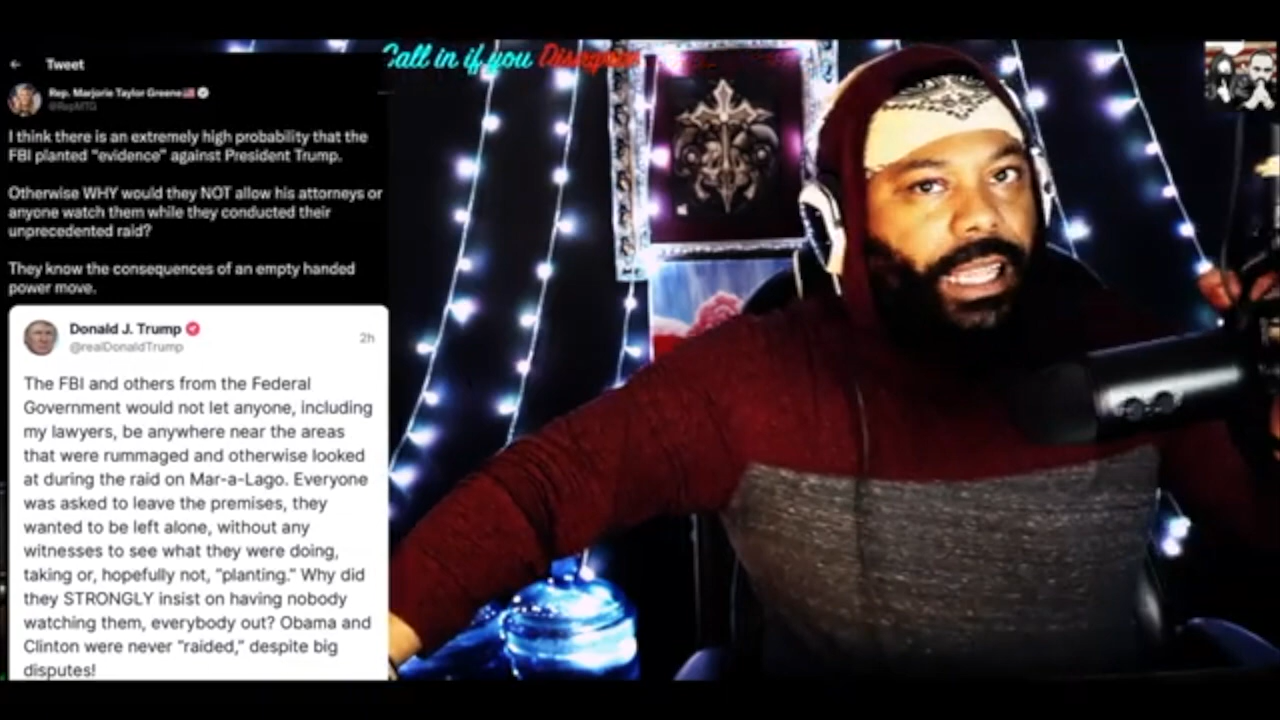 Call in if you Disagree
Tweet
Rep. Marjorie Taylor Greene
@RepMTG
I think there is an extremely high probability that the
FBI planted "evidence" against President Trump.
Otherwise WHY would they NOT allow his attorneys or
anyone watch them while they conducted their
unprecedented raid?
They know the consequences of an empty handed
power move.
Donald J. Trump
@realDonaldTrump
2h
The FBI and others from the Federal
Government would not let anyone, including
my lawyers, be anywhere near the areas
that were rummaged and otherwise looked
at during the raid on Mar-a-Lago. Everyone
was asked to leave the premises, they
wanted to be left alone, without any
witnesses to see what they were doing,
taking or, hopefully not, "planting." Why did
they STRONGLY insist on having nobody
watching them, everybody out? Obama and
Clinton were never "raided," despite big
disputes!